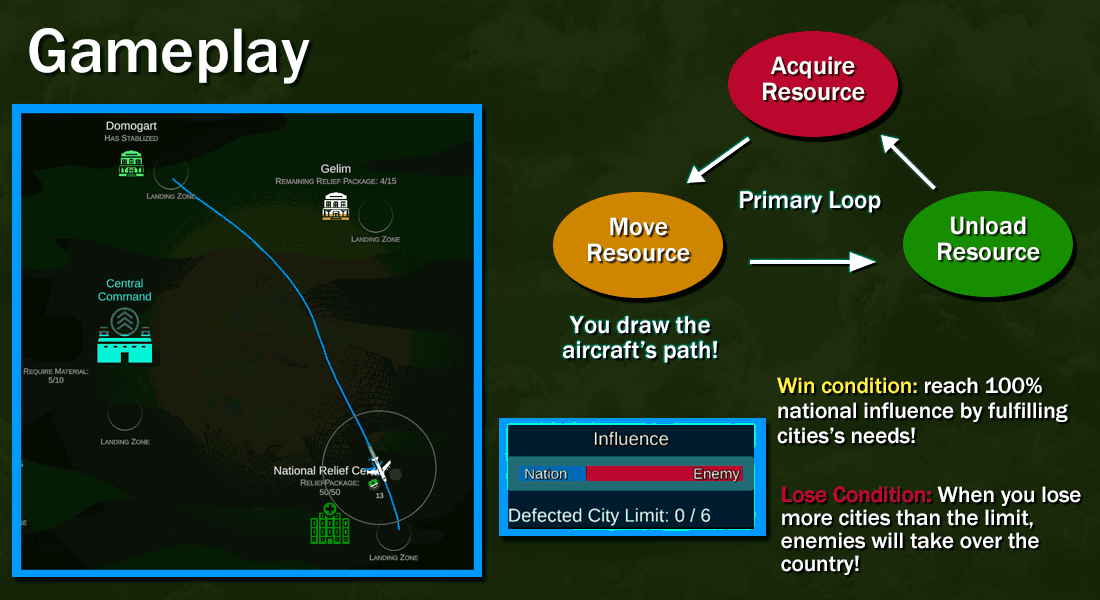 Gameplay
Domogart
HAS STABLIZED
LANDING ZONE
Gelim
REMAINING RELIEF PACKAGE: 4/15
LANDING ZONE
Central
Command
REQUIRE MATERIAL:
5/10
LANDING ZONE
National Relief Cen
RELIEF PACKAGE:
50/50
13
LANDING ZONE
Acquire
Resource
Primary Loop
Move
Resource
Unload
Resource
You draw the
aircraft's path!
Influence
Nation
Enemy
Defected City Limit: 0 / 6
Win condition: reach 100%
national influence by fulfilling
cities's needs!
Lose Condition: When you lose
more cities than the limit,
enemies will take over the
country!